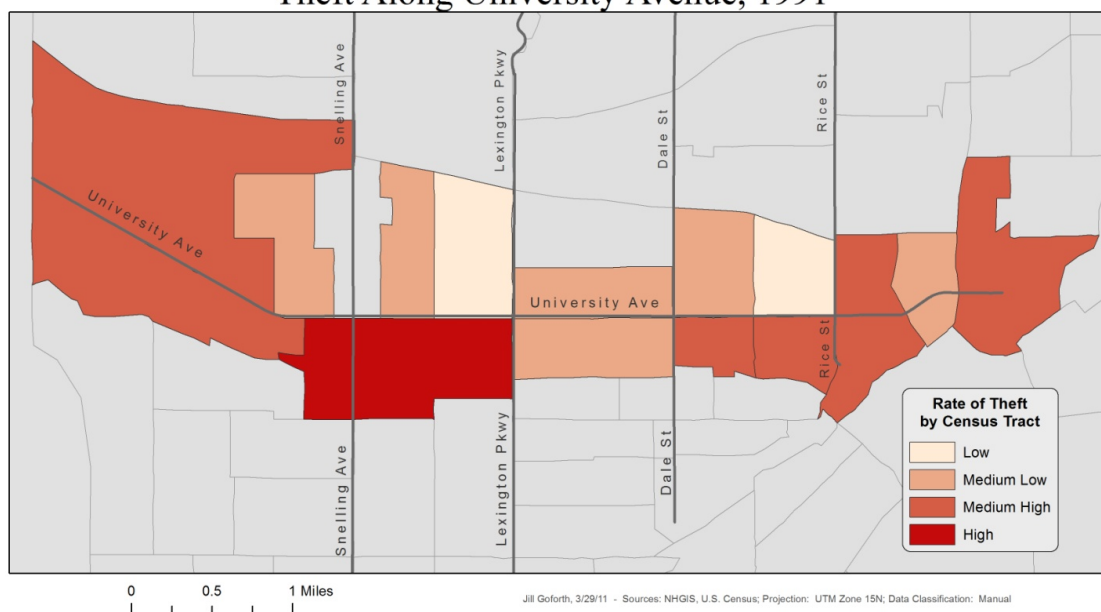 Theft Along University Avenue, 1991
Snelling Ave
Lexington Pkwy
Dale St
Rice St
University Ave
University Ave
Rice St
Snelling Ave
Lexington Pkwy
Dale St
Rate of Theft
by Census Tract
Low
Medium Low
Medium High
High
0 0.5 1 Miles
Jill Goforth, 3/29/11 - Sources: NHGIS, U.S. Census; Projection: UTM Zone 15N; Data Classification: Manual